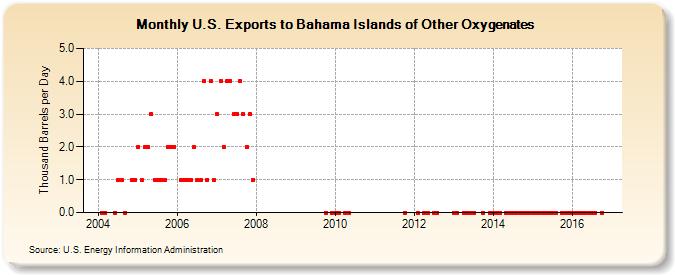 Monthly U.S. Exports to Bahama Islands of Other Oxygenates
Thousand Barrels per Day
5.0
4.0
3.0
2.0
1.0
0.0
2004 2006 2008 2010 2012 2014 2016
Source: U.S. Energy Information Administration